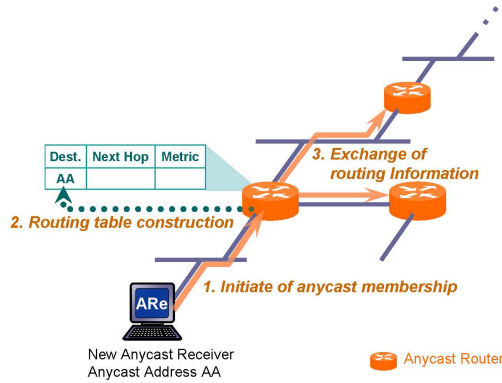 Dest. Next Hop Metric
AA
3. Exchange of
routing Information
2. Routing table construction
1. Initiate of anycast membership
ARe
New Anycast Receiver
Anycast Address AA
Anycast Router